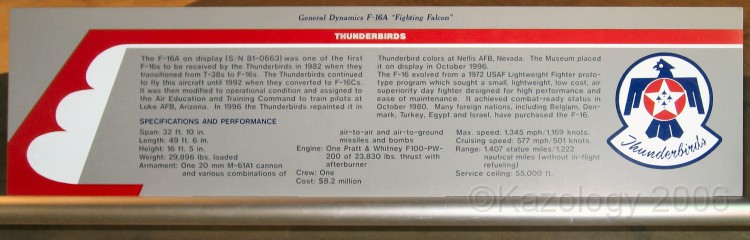 General Dynamics F-16A "Fighting Falcon"
THUNDERBIRDS
The F-16A on display (S/N 81-0663) was one of the first
F-16s to be received by the Thunderbirds in 1982 when they
transitioned from T-38s to F-16s. The Thunderbirds continued
to fly this aircraft until 1992 when they converted to F-16Cs.
It was then modified to operational condition and assigned to
the Air Education and Training Command to train pilots at
Luke AFB, Arizona. In 1996 the Thunderbirds repainted it in
Thunderbird colors at Nellis AFB, Nevada. The Museum placed
it on display in October 1996.
The F-16 evolved from a 1972 USAF Lightweight Fighter proto-
type program which sought a small, lightweight, low cost, air
superiority day fighter designed for high performance and
ease of maintenance. It achieved combat-ready status in
October 1980. Many foreign nations, including Belgium, Den-
mark, Turkey, Egypt and Israel, have purchased the F-16.
SPECIFICATIONS AND PERFORMANCE
Span: 32 ft. 10 in.
Length: 49 ft. 6 in.
Height: 16 ft. 5 in.
Weight: 29,896 lbs. loaded
Armament: One 20 mm M-61A1 cannon
and various combinations of
air-to-air and air-to-ground
missiles and bombs
Engine: One Pratt & Whitney F100-PW-
200 of 23,830 lbs. thrust with
afterburner
Crew: One
Cost: $8.2 million
Max. speed: 1,345 mph/1,169 knots.
Cruising speed: 577 mph/501 knots.
Range: 1,407 statue miles/1,222
nautical miles (without in-flight
refueling)
Service ceiling: 55,000 ft.
Thunderbirds
©Kazology 2006